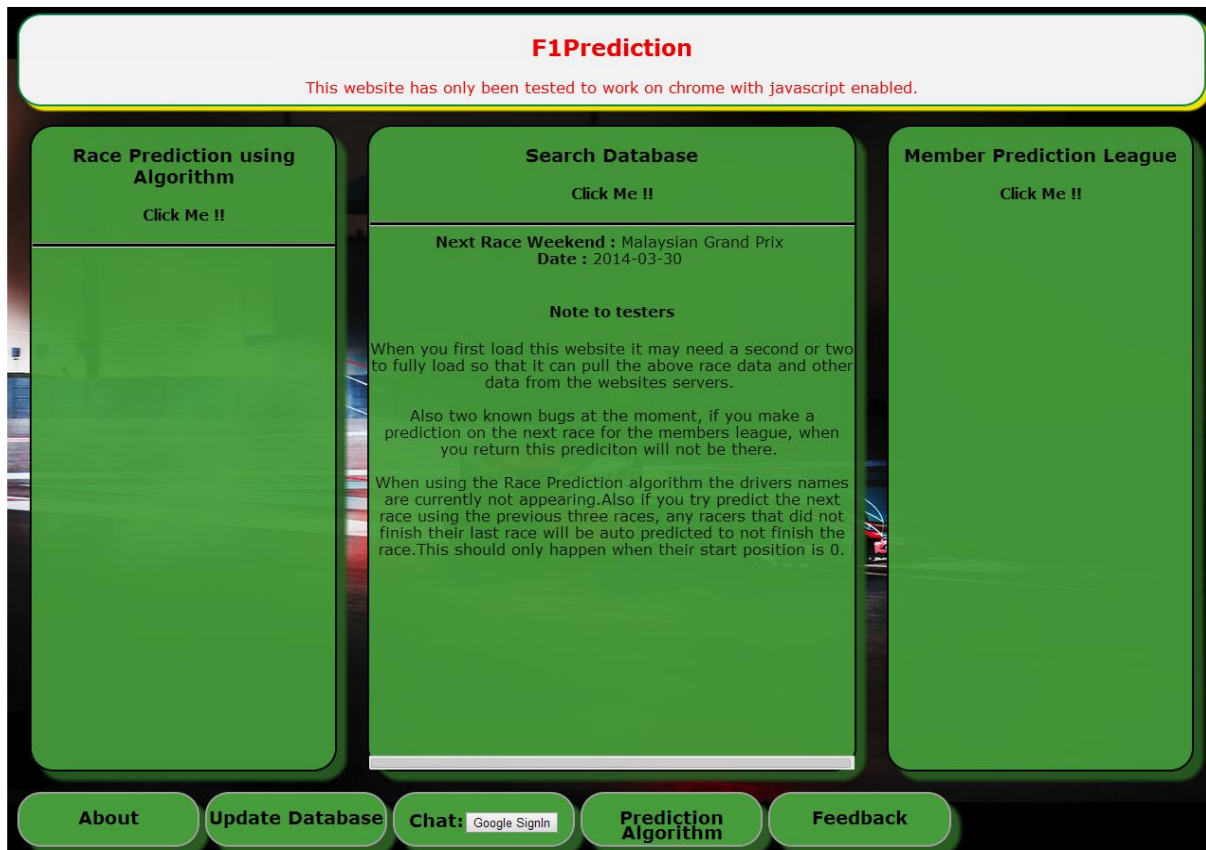 F1Prediction
This website has only been tested to work on chrome with javascript enabled.
Race Prediction using
Algorithm
Click Me !!
Search Database
Click Me !!
Next Race Weekend : Malaysian Grand Prix
Date : 2014-03-30
Note to testers
When you first load this website it may need a second or two
to fully load so that it can pull the above race data and other
data from the websites servers.
Also two known bugs at the moment, if you make a
prediction on the next race for the members league, when
you return this prediciton will not be there.
When using the Race Prediction algorithm the drivers names
are currently not appearing.Also if you try predict the next
race using the previous three races, any racers that did not
finish their last race will be auto predicted to not finish the
race.This should only happen when their start position is 0.
Member Prediction League
Click Me !!
About
Update Database
Chat: Google SignIn
Prediction
Algorithm
Feedback